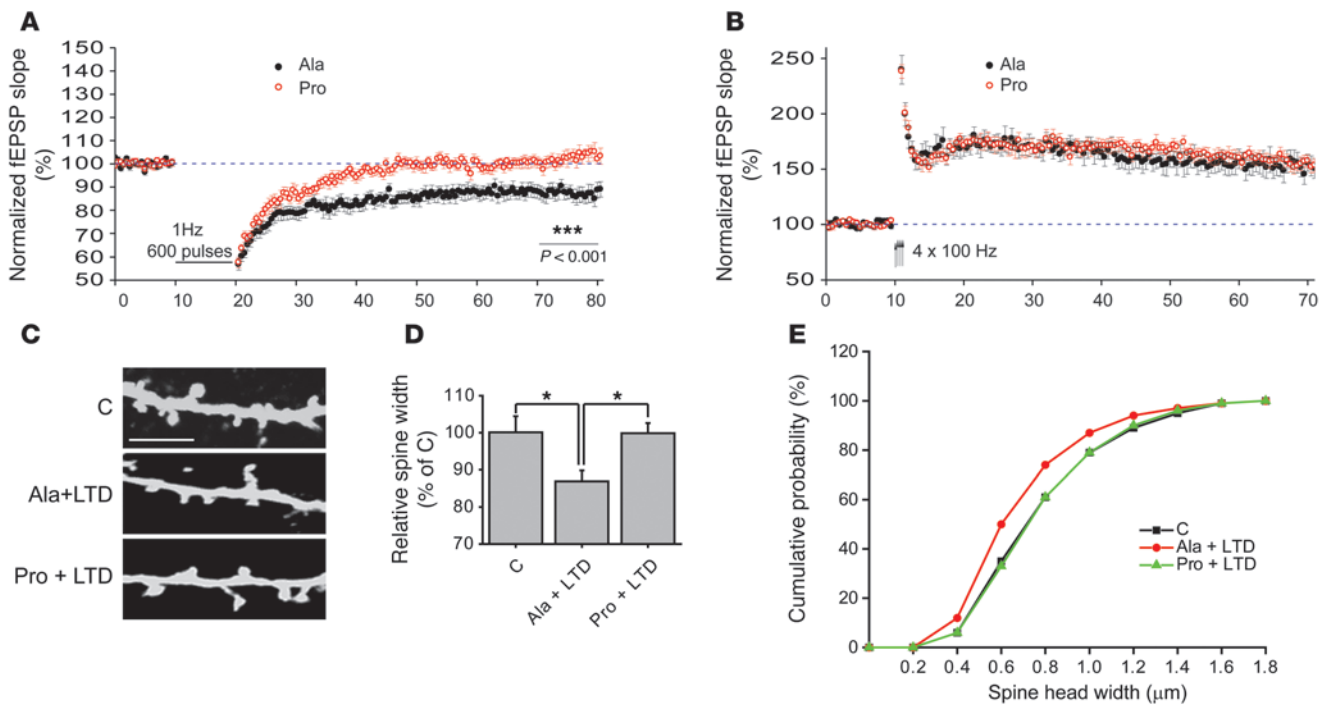 A
Normalized fEPSP slope
(%)
150
140
130
120
110
100
90
80
70
60
50
Ala
Pro
1Hz
600 pulses
***
P < 0.001
0 10 20 30 40 50 60 70 80
B
Normalized fEPSP slope
(%)
250
200
150
100
50
Ala
Pro
4 x 100 Hz
0 10 20 30 40 50 60 70
C
C
Ala+LTD
Pro + LTD
D
Relative spine width
(% of C)
110
100
90
80
70
* *
C
Ala + LTD
Pro + LTD
E
Cumulative probability (%)
120
100
80
60
40
20
0
C
Ala + LTD
Pro + LTD
0.2 0.4 0.6 0.8 1.0 1.2 1.4 1.6 1.8
Spine head width (μm)